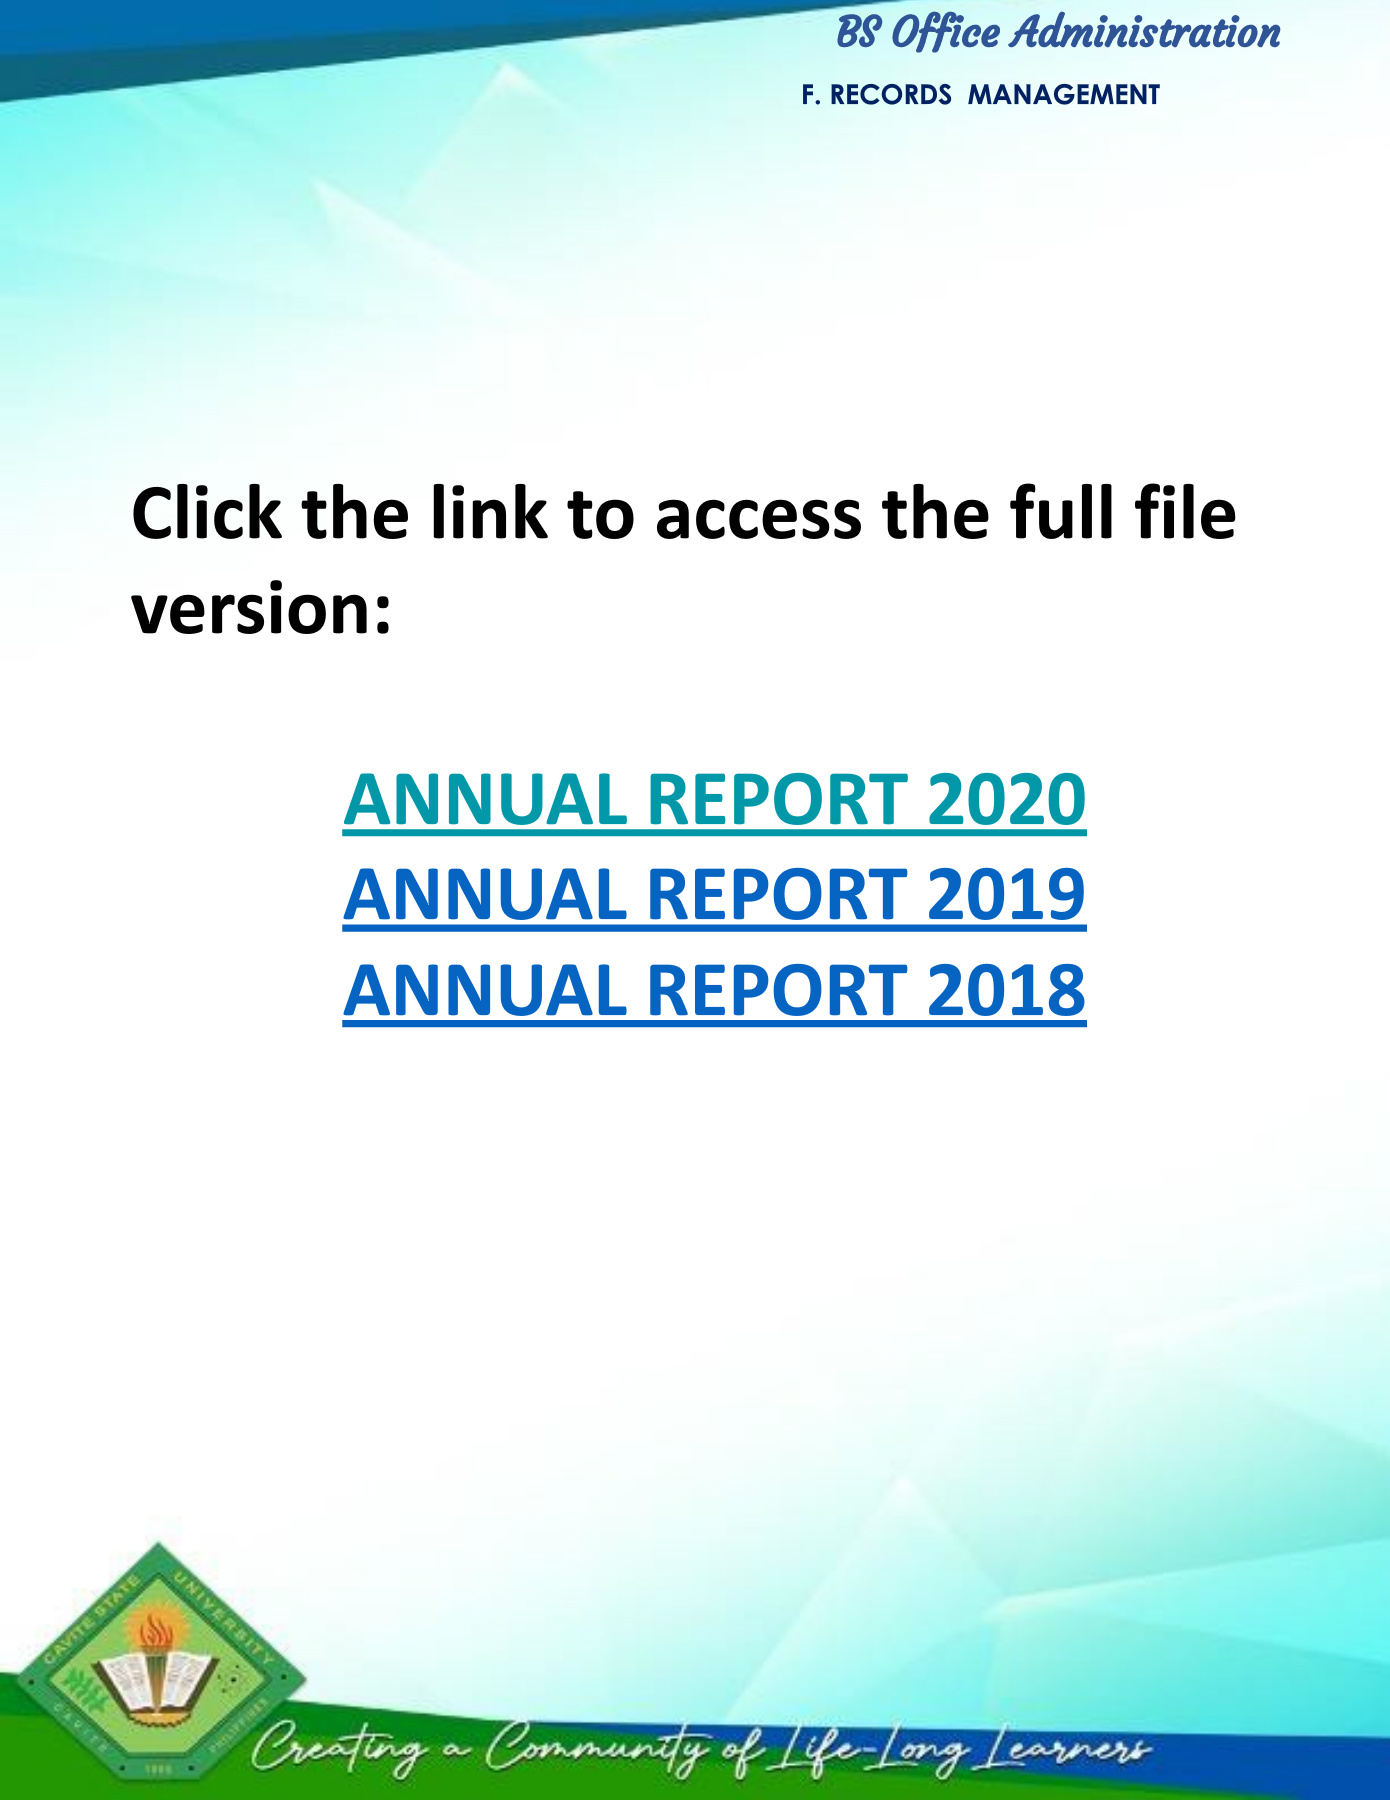 BS Office Administration
F. RECORDS MANAGEMENT
Click the link to access the full file
version:
ANNUAL REPORT 2020
ANNUAL REPORT 2019
ANNUAL REPORT 2018
CAVITE STATE UNIVERSITY
CAVITE
PHILIPPINES
1906
Creating a Community of Life-Long Learners